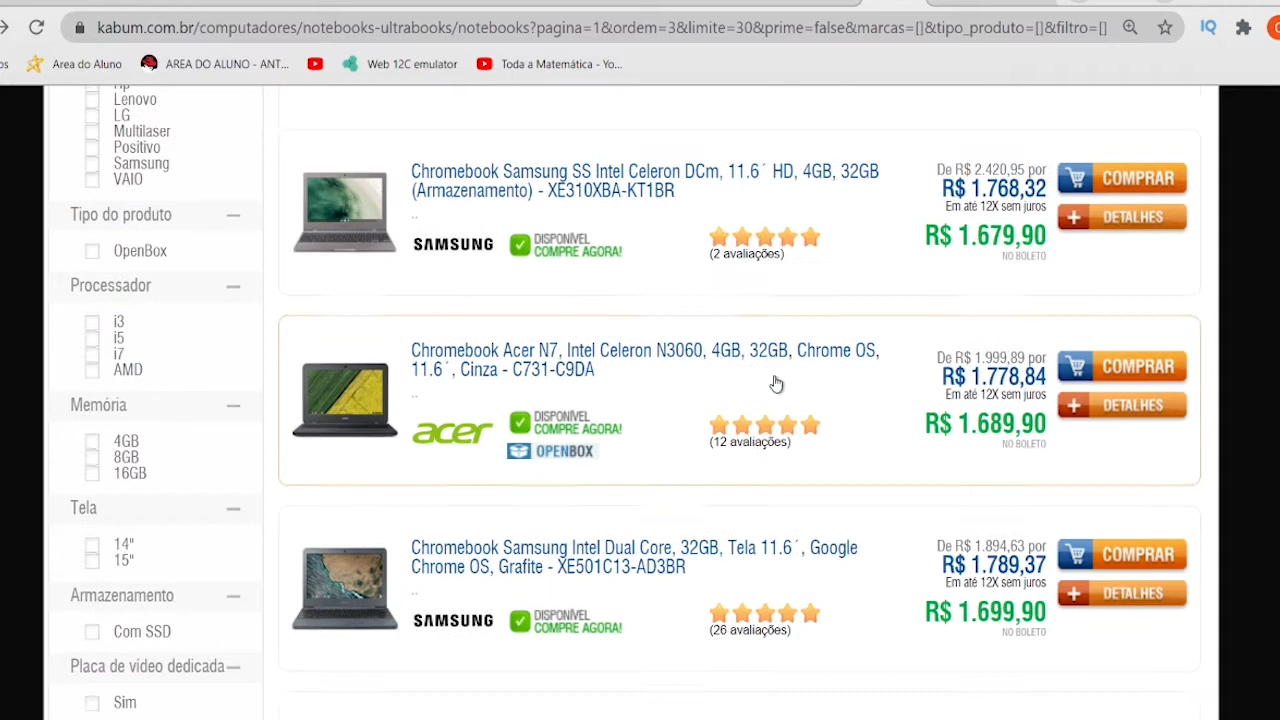 kabum.com.br/computadores/notebooks-ultrabooks/notebooks?pagina=1&ordem=3&limite=30&prime=false&marcas=[]&tipo_produto=[]&filtro=[]
IQ
os
Area do Aluno
AREA DO ALUNO - ANT...
Web 12C emulator
Toda a Matemática - Yo...
Lenovo
LG
Multilaser
Positivo
Samsung
VAIO
Tipo do produto
OpenBox
Processador
i3
i5
i7
AMD
Memória
4GB
8GB
16GB
Tela
14"
15"
Armazenamento
Com SSD
Placa de vídeo dedicada
Sim
Chromebook Samsung SS Intel Celeron DCm, 11.6´ HD, 4GB, 32GB
(Armazenamento) - XE310XBA-KT1BR
..
SAMSUNG
DISPONÍVEL
COMPRE AGORA!
(2 avaliações)
De R$ 2.420,95 por
R$ 1.768,32
Em até 12X sem juros
R$ 1.679,90
NO BOLETO
COMPRAR
DETALHES
Chromebook Acer N7, Intel Celeron N3060, 4GB, 32GB, Chrome OS,
11.6´, Cinza - C731-C9DA
..
acer
DISPONÍVEL
COMPRE AGORA!
OPENBOX
(12 avaliações)
De R$ 1.999,89 por
R$ 1.778,84
Em até 12X sem juros
R$ 1.689,90
NO BOLETO
COMPRAR
DETALHES
Chromebook Samsung Intel Dual Core, 32GB, Tela 11.6´, Google
Chrome OS, Grafite - XE501C13-AD3BR
..
SAMSUNG
DISPONÍVEL
COMPRE AGORA!
(26 avaliações)
De R$ 1.894,63 por
R$ 1.789,37
Em até 12X sem juros
R$ 1.699,90
NO BOLETO
COMPRAR
DETALHES